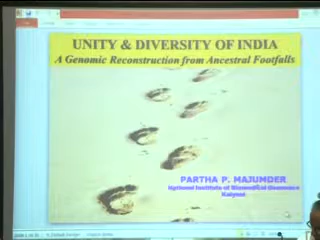 UNITY & DIVERSITY OF INDIA
A Genomic Reconstruction from Ancestral Footfalls
PARTHA P. MAJUMDER
National Institute of Biomedical Genomics
Kalyani